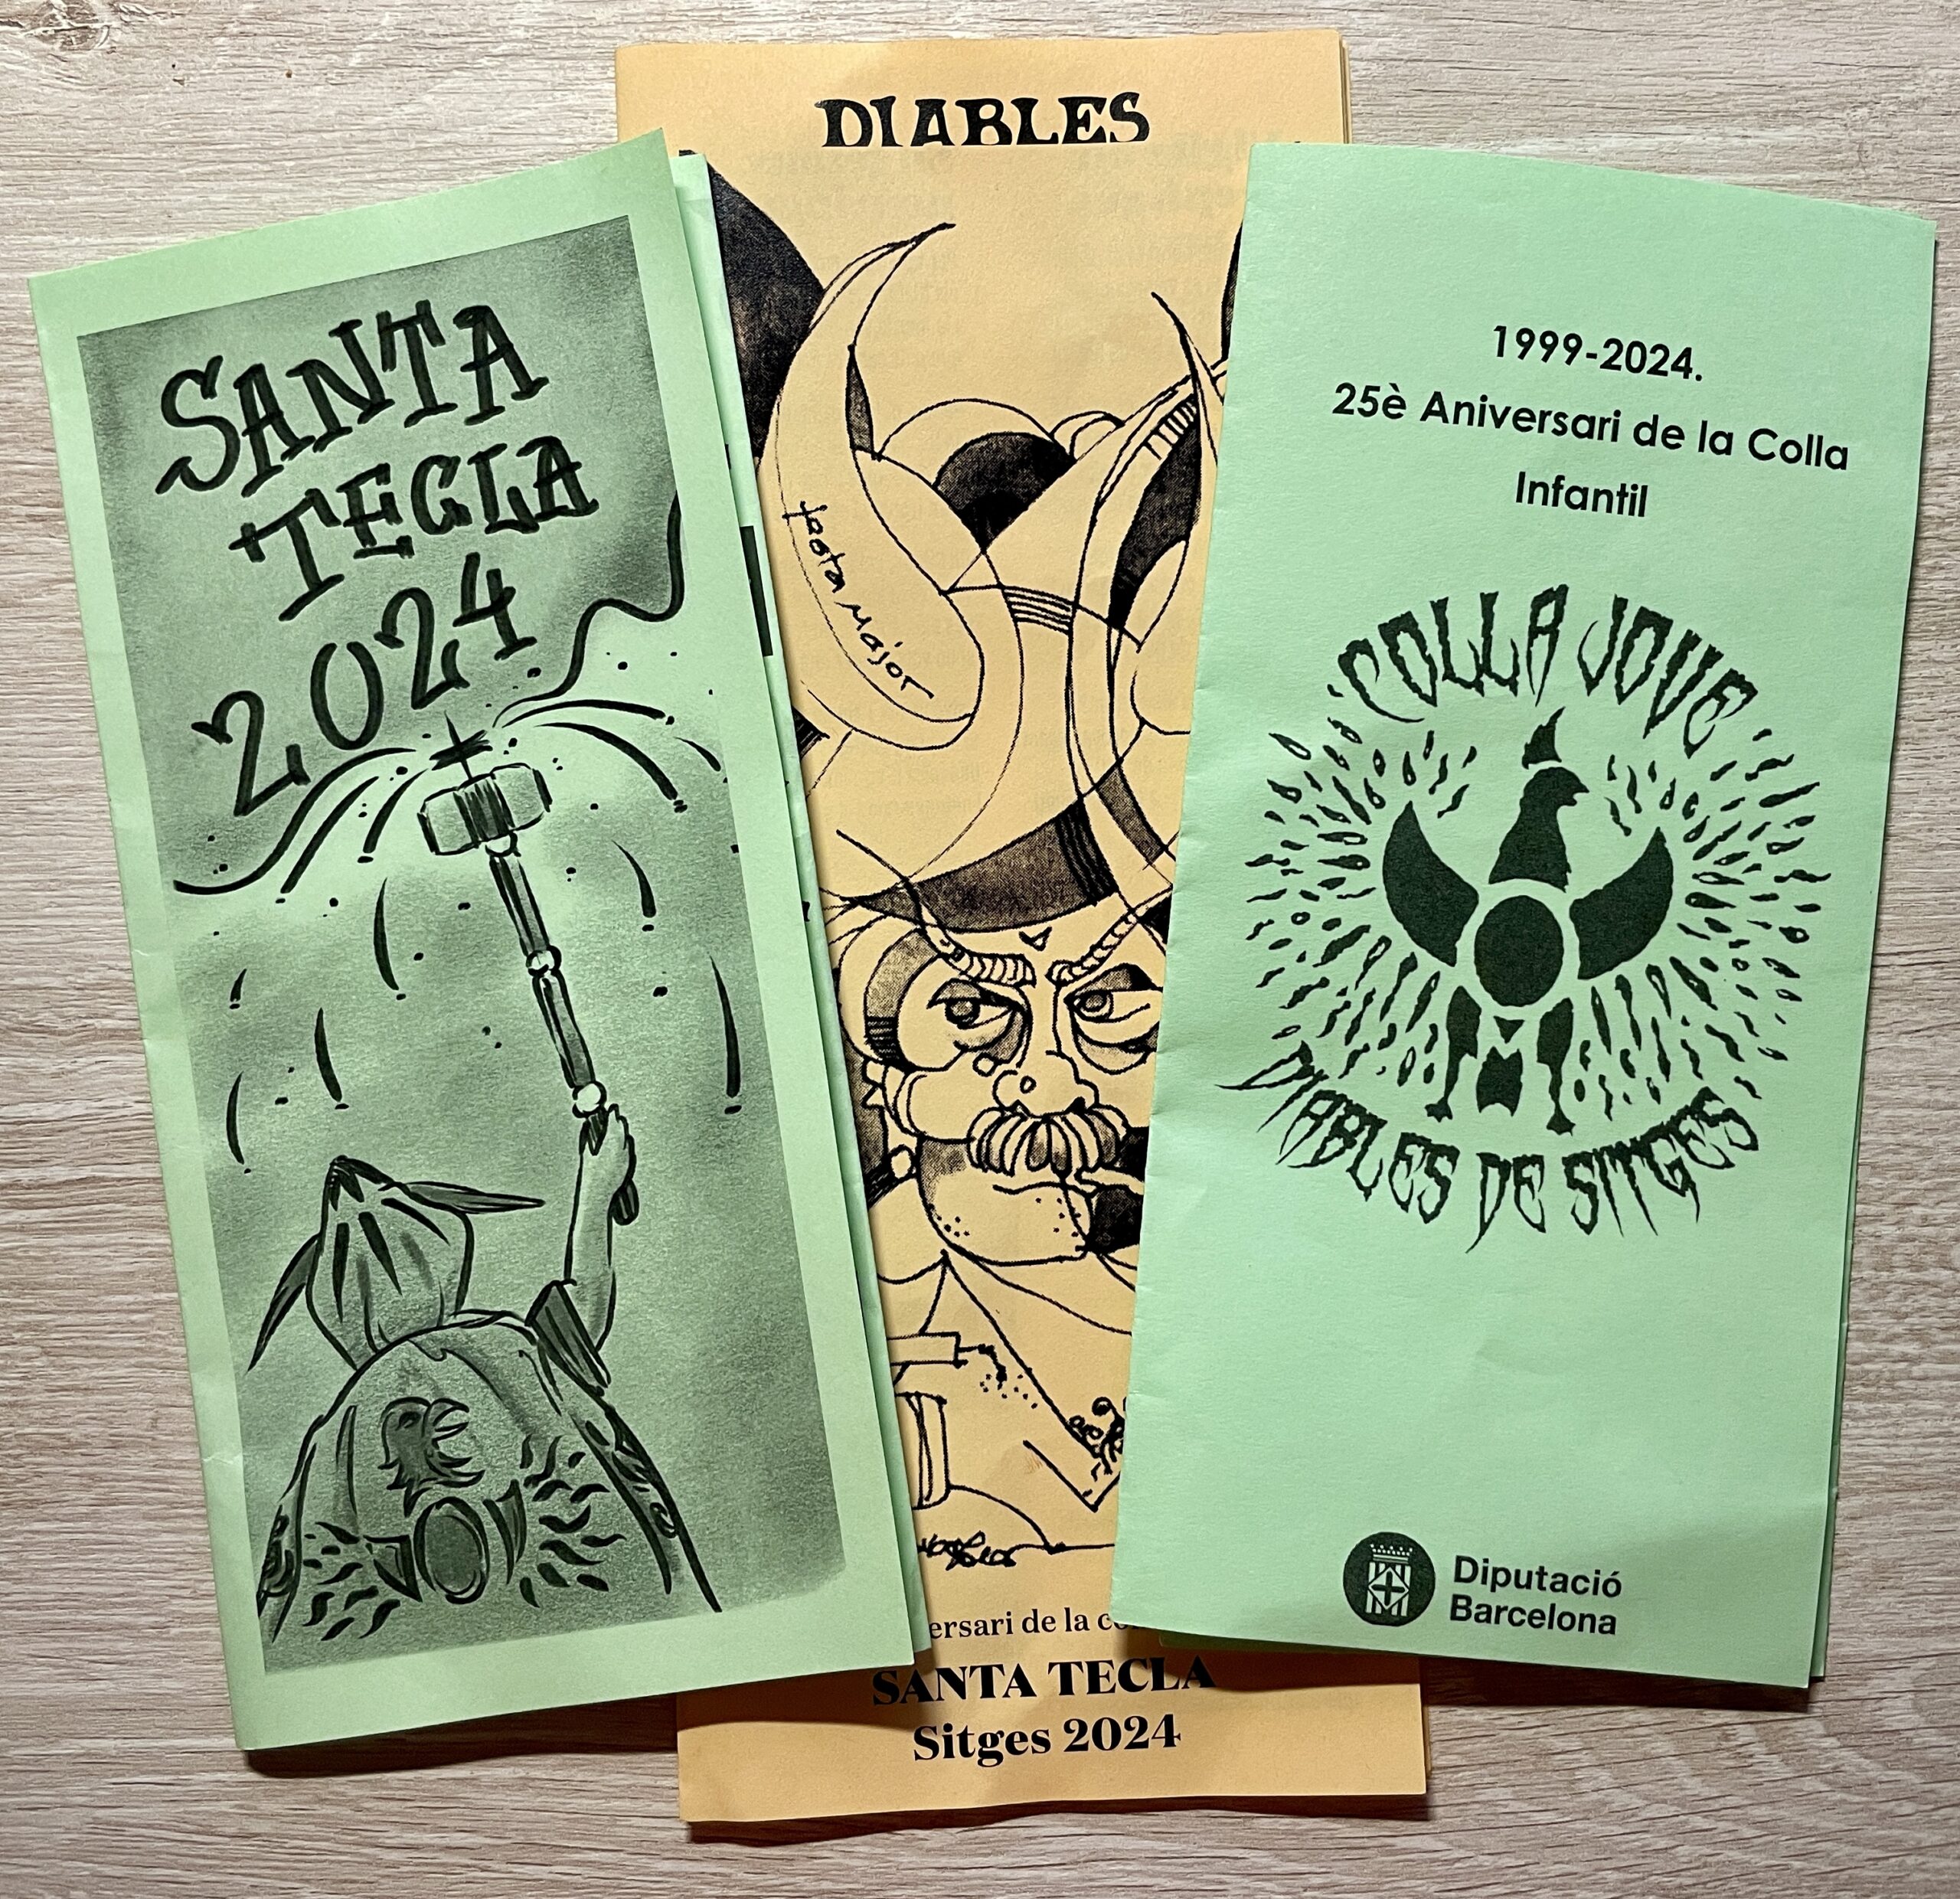 SANTA
TECLA
2024
DIABLES
festa Major
ersari de la co
SANTA TECLA
Sitges 2024
1999-2024.
25è Aniversari de la Colla
Infantil
COLLA JOVE
DIABLES DE SITGES
Diputació
Barcelona